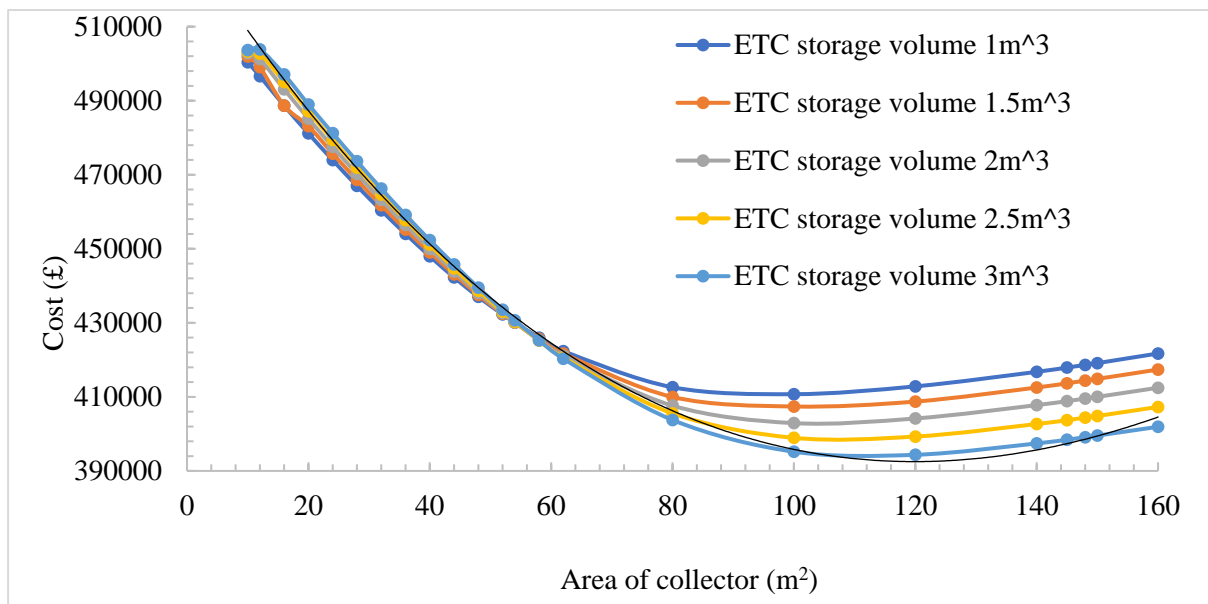 510000
490000
470000
450000
430000
410000
390000
Cost (£)
0 20 40 60 80 100 120 140 160
Area of collector (m²)
ETC storage volume 1m^3
ETC storage volume 1.5m^3
ETC storage volume 2m^3
ETC storage volume 2.5m^3
ETC storage volume 3m^3